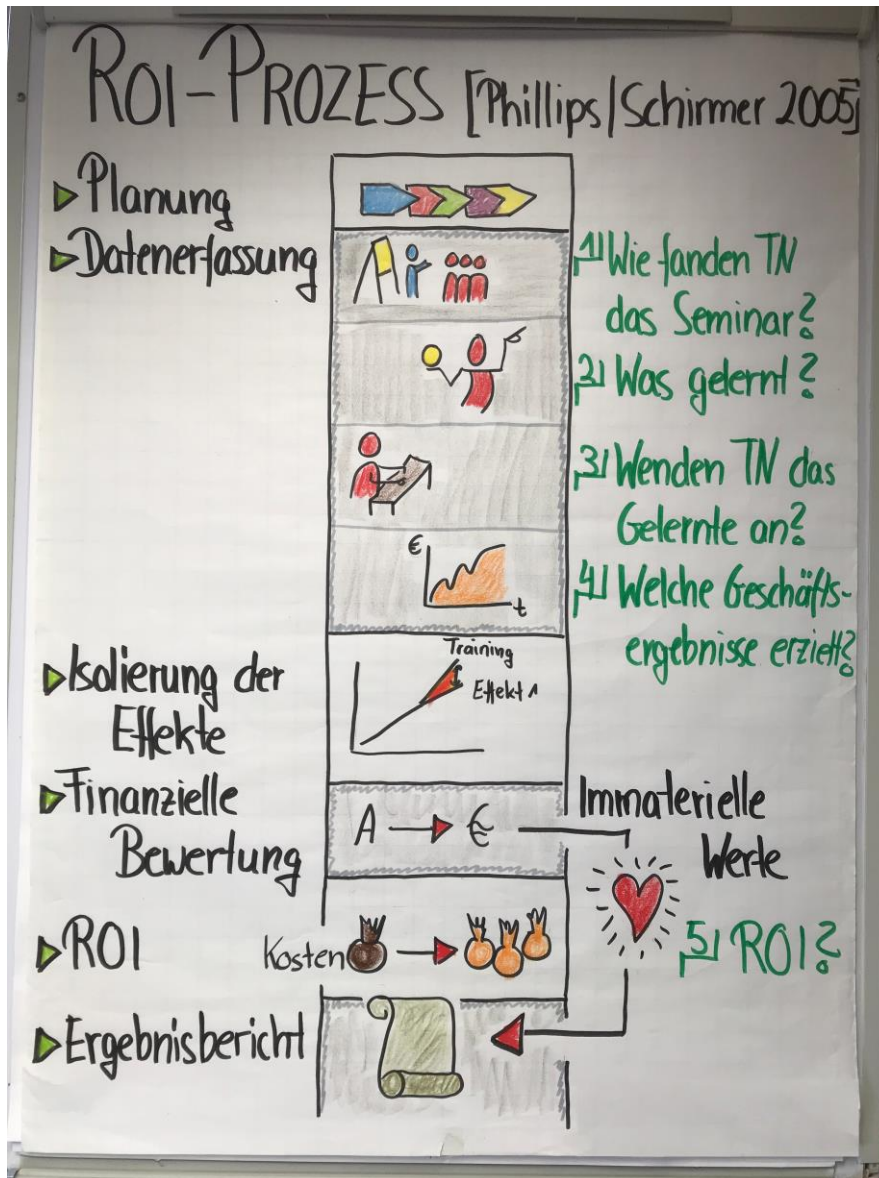 ROI-PROZESS [Phillips/Schirmer 2005]
Planung
Datenerfassung
1) Wie fanden TN
das Seminar?
2) Was gelernt?
3) Wenden TN das
Gelernte an?
€
t
4) Welche Geschäfts-
ergebnisse erzielt?
Isolierung der
Effekte
Training
Effekt 1
Finanzielle
Bewertung
A
€
Immaterielle
Werte
ROI
Kosten
5) ROI?
Ergebnisbericht